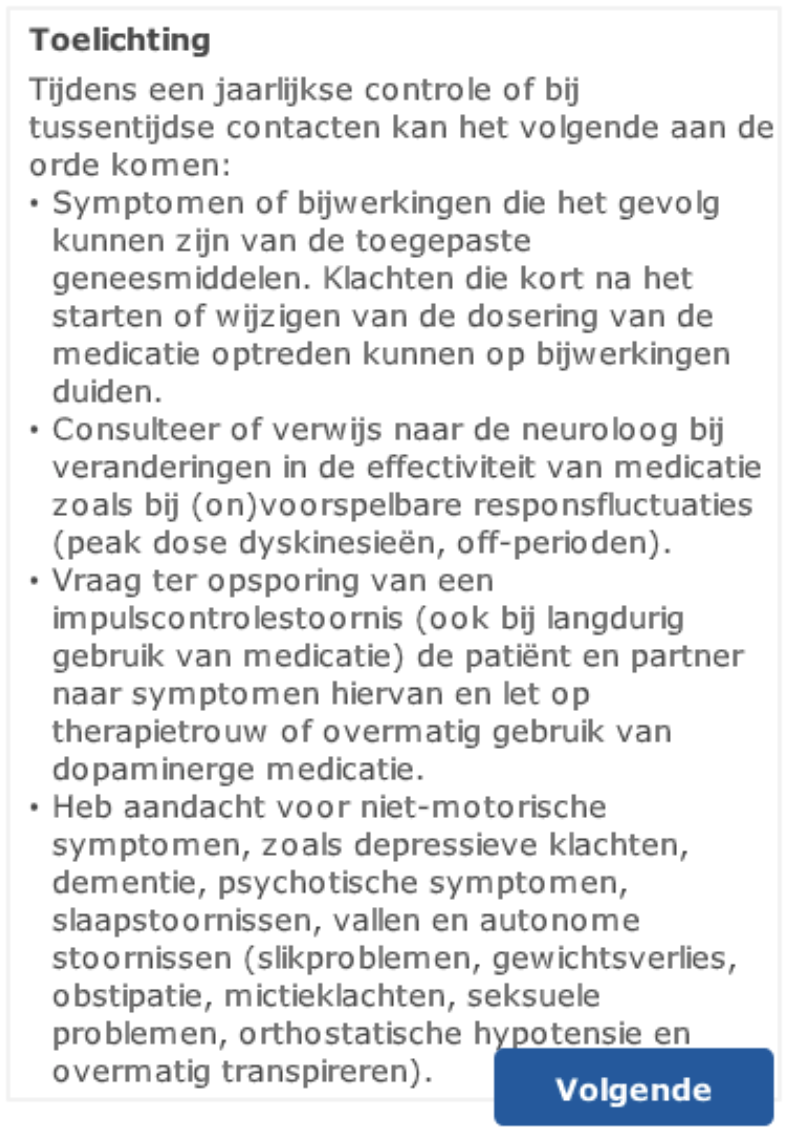 Toelichting
Tijdens een jaarlijkse controle of bij
tussentijdse contacten kan het volgende aan de
orde komen:
• Symptomen of bijwerkingen die het gevolg
kunnen zijn van de toegepaste
geneesmiddelen. Klachten die kort na het
starten of wijzigen van de dosering van de
medicatie optreden kunnen op bijwerkingen
duiden.
• Consulteer of verwijs naar de neuroloog bij
veranderingen in de effectiviteit van medicatie
zoals bij (on)voorspelbare responsfluctuaties
(peak dose dyskinesieën, off-perioden).
• Vraag ter opsporing van een
impulscontrolestoornis (ook bij langdurig
gebruik van medicatie) de patiënt en partner
naar symptomen hiervan en let op
therapietrouw of overmatig gebruik van
dopaminerge medicatie.
• Heb aandacht voor niet-motorische
symptomen, zoals depressieve klachten,
dementie, psychotische symptomen,
slaapstoornissen, vallen en autonome
stoornissen (slikproblemen, gewichtsverlies,
obstipatie, mictieklachten, seksuele
problemen, orthostatische hypotensie en
overmatig transpireren).
Volgende